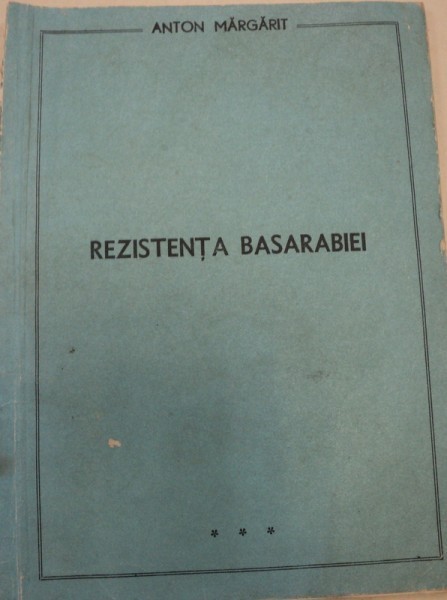 ANTON MĂRGĂRIT
REZISTENȚA BASARABIEI
* * *